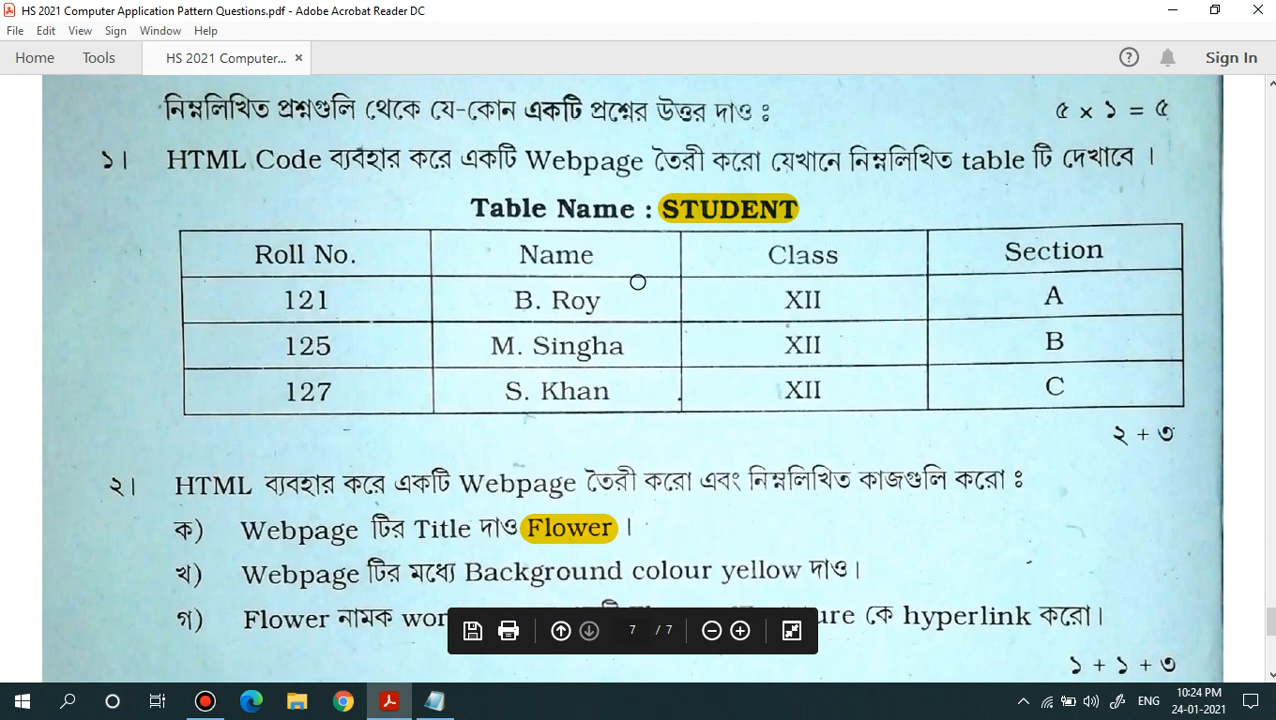 HS 2021 Computer Application Pattern Questions.pdf - Adobe Acrobat Reader DC
File Edit View Sign Window Help
Home Tools HS 2021 Computer... × Sign In
নিম্নলিখিত প্রশ্নগুলি থেকে যে-কোন একটি প্রশ্নের উত্তর দাও ঃ ৫ × ১ = ৫
১। HTML Code ব্যবহার করে একটি Webpage তৈরী করো যেখানে নিম্নলিখিত table টি দেখাবে ।
Table Name : STUDENT
Roll No. Name Class Section
121 B. Roy XII A
125 M. Singha XII B
127 S. Khan XII C
২ + ৩
২। HTML ব্যবহার করে একটি Webpage তৈরী করো এবং নিম্নলিখিত কাজগুলি করো ঃ
ক) Webpage টির Title দাও Flower ।
খ) Webpage টির মধ্যে Background colour yellow দাও।
গ) Flower নামক কে hyperlink করো।
7 / 7
১ + ১ + ৩
ENG
10:24 PM
24-01-2021